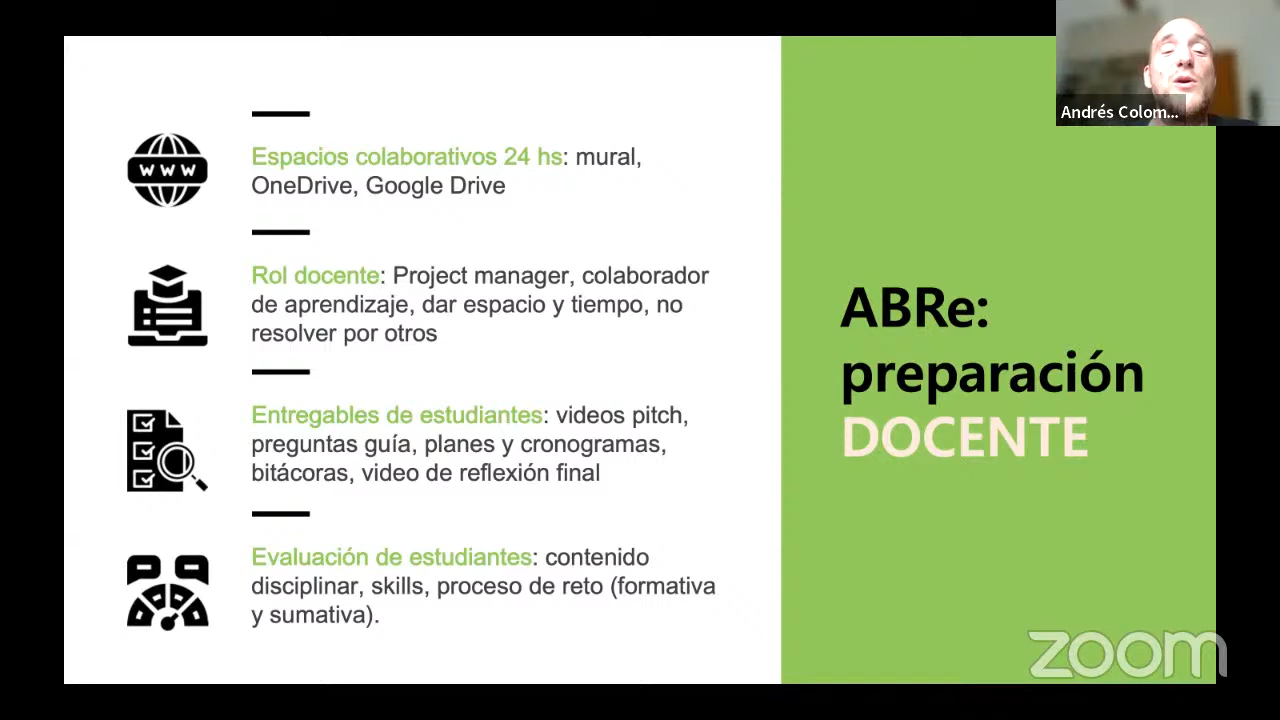 Andrés Colom...
WWW
Espacios colaborativos 24 hs: mural,
OneDrive, Google Drive
Rol docente: Project manager, colaborador
de aprendizaje, dar espacio y tiempo, no
resolver por otros
Entregables de estudiantes: videos pitch,
preguntas guía, planes y cronogramas,
bitácoras, video de reflexión final
Evaluación de estudiantes: contenido
disciplinar, skills, proceso de reto (formativa
y sumativa).
ABRe:
preparación
DOCENTE
zoom